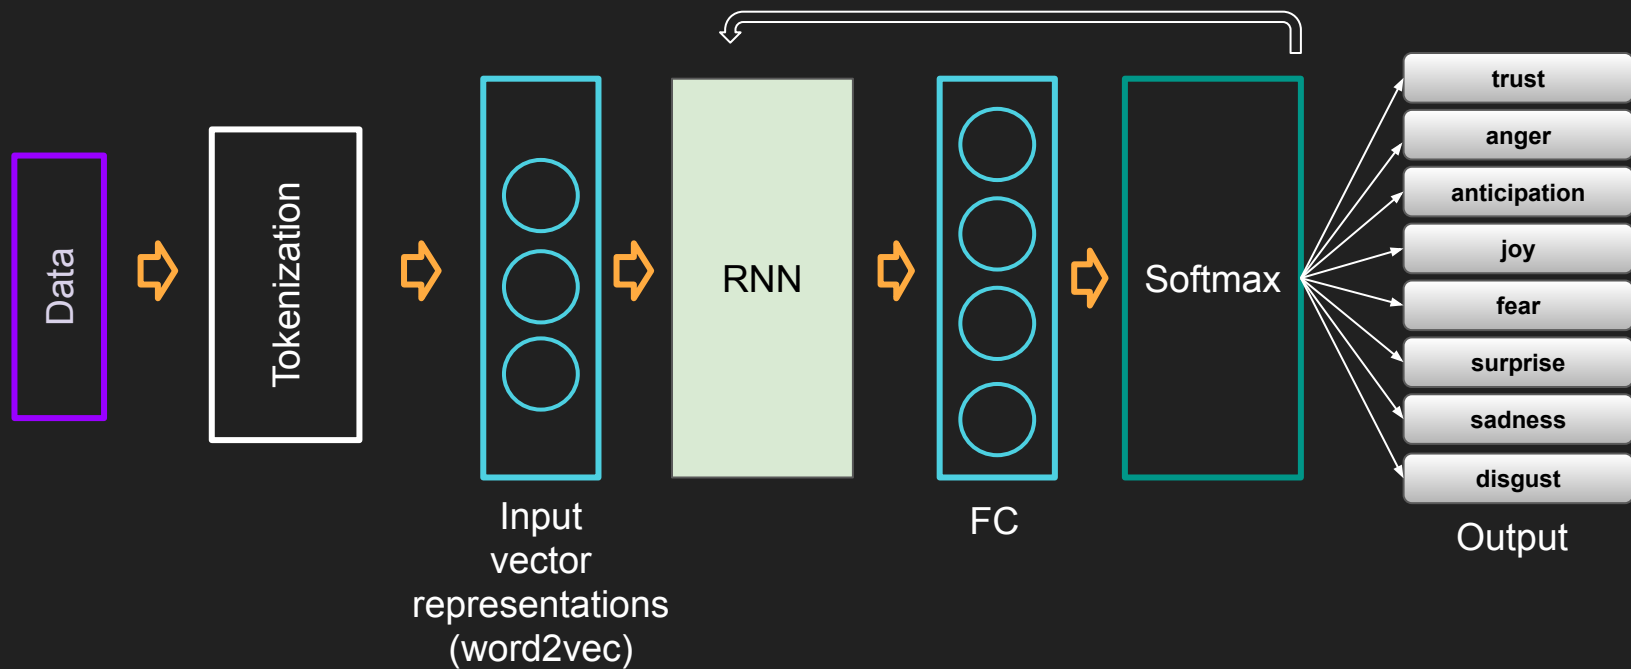 Data
Tokenization
Input
vector
representations
(word2vec)
RNN
FC
Softmax
trust
anger
anticipation
joy
fear
surprise
sadness
disgust
Output